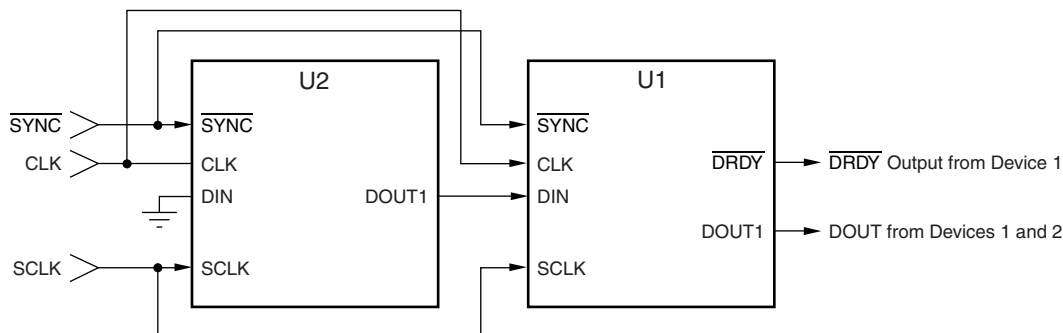 U2
U1
SYNC
SYNC
SYNC
CLK
CLK
CLK
DRDY
DRDY Output from Device 1
DIN
DOUT1
DIN
DOUT1
DOUT from Devices 1 and 2
SCLK
SCLK
SCLK